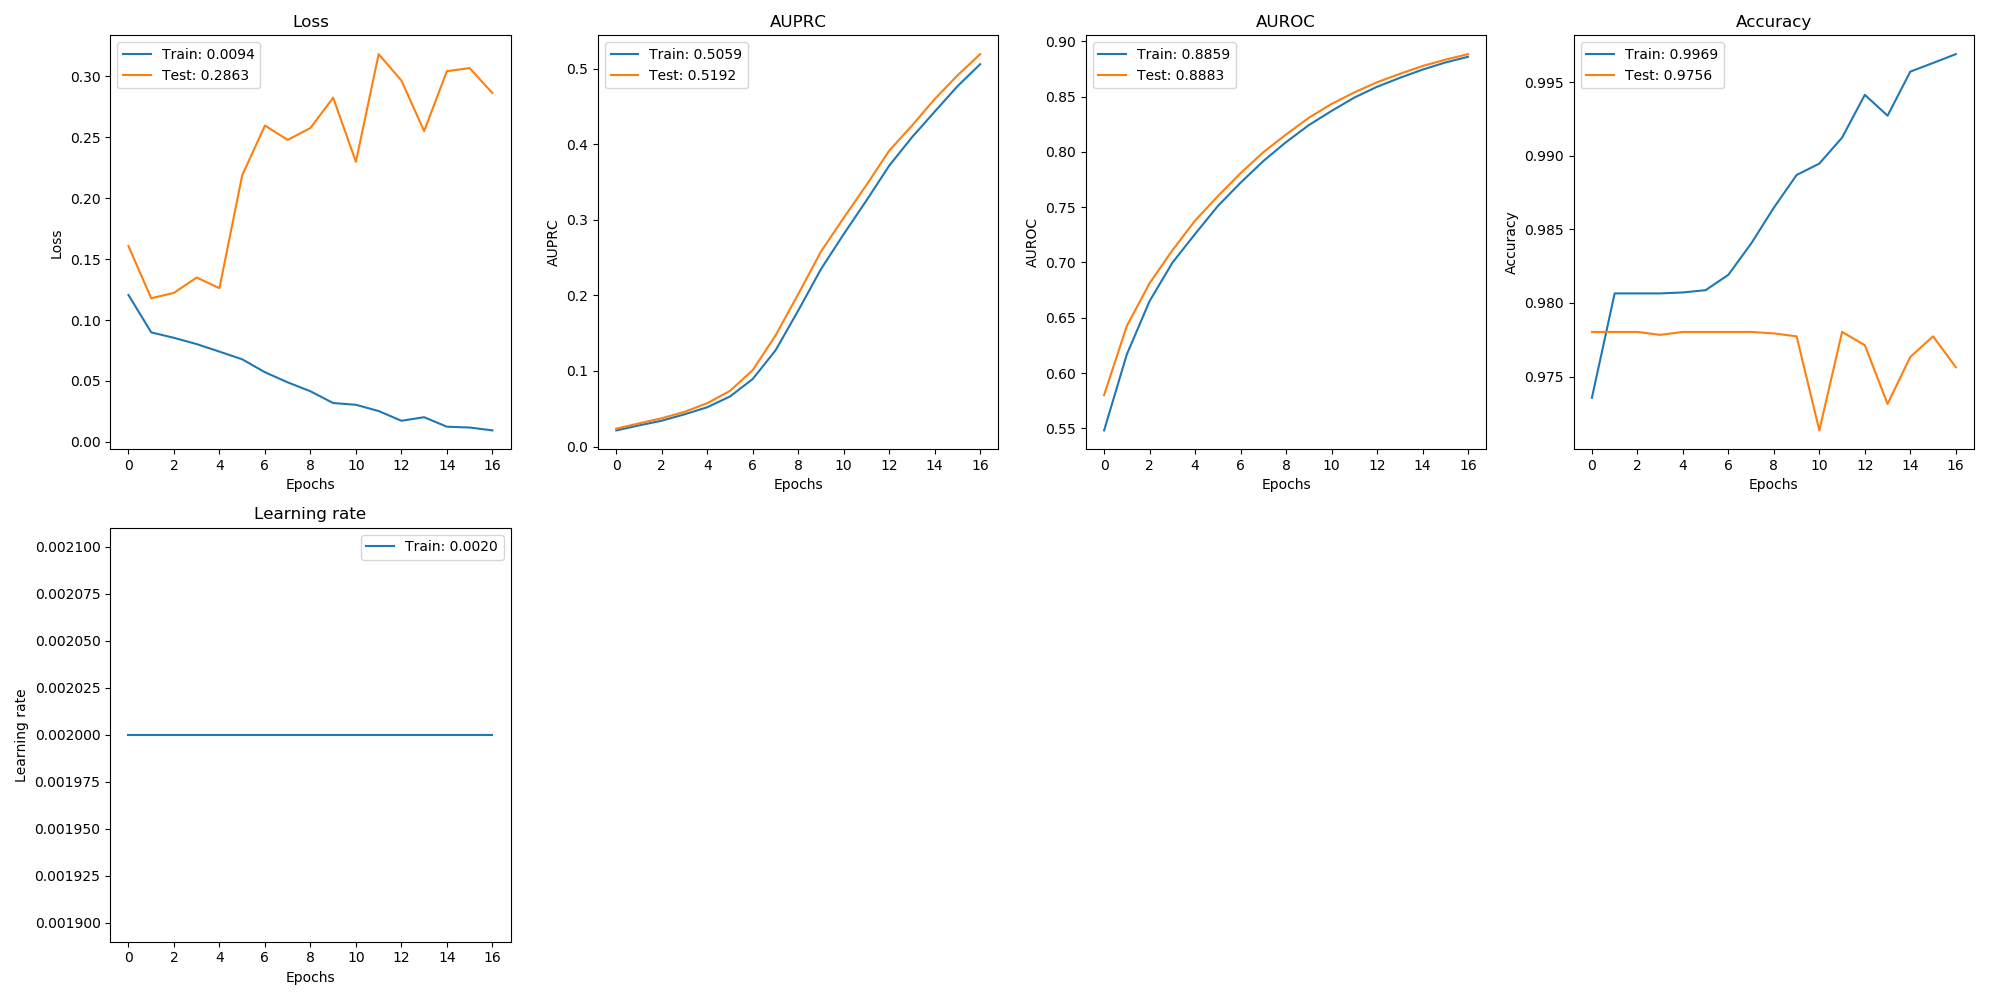 Loss
Train: 0.0094
Test: 0.2863
0.30
0.25
0.20
0.15
0.10
0.05
0.00
Loss
0 2 4 6 8 10 12 14 16
Epochs
AUPRC
Train: 0.5059
Test: 0.5192
0.5
0.4
0.3
0.2
0.1
0.0
AUPRC
0 2 4 6 8 10 12 14 16
Epochs
AUROC
Train: 0.8859
Test: 0.8883
0.90
0.85
0.80
0.75
0.70
0.65
0.60
0.55
AUROC
0 2 4 6 8 10 12 14 16
Epochs
Accuracy
Train: 0.9969
Test: 0.9756
0.995
0.990
0.985
0.980
0.975
Accuracy
0 2 4 6 8 10 12 14 16
Epochs
Learning rate
Train: 0.0020
0.002100
0.002075
0.002050
0.002025
0.002000
0.001975
0.001950
0.001925
0.001900
Learning rate
0 2 4 6 8 10 12 14 16
Epochs